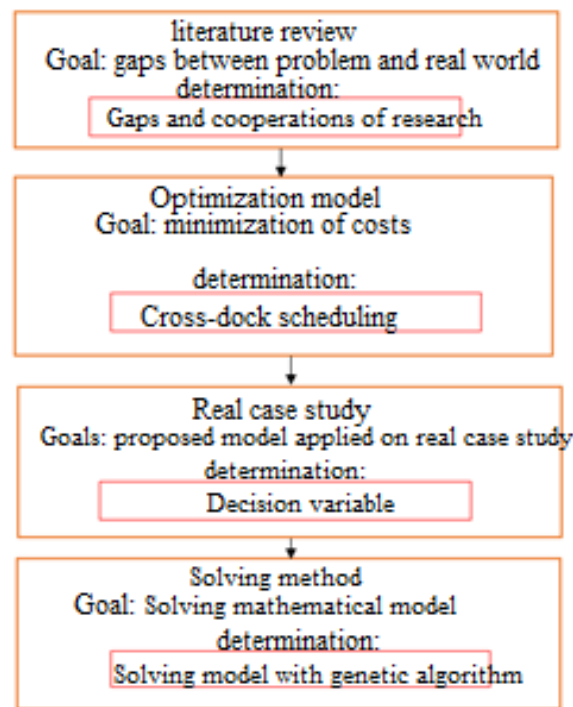 literature review
Goal: gaps between problem and real world
determination:
Gaps and cooperations of research
Optimization model
Goal: minimization of costs
determination:
Cross-dock scheduling
Real case study
Goals: proposed model applied on real case study
determination:
Decision variable
Solving method
Goal: Solving mathematical model
determination:
Solving model with genetic algorithm